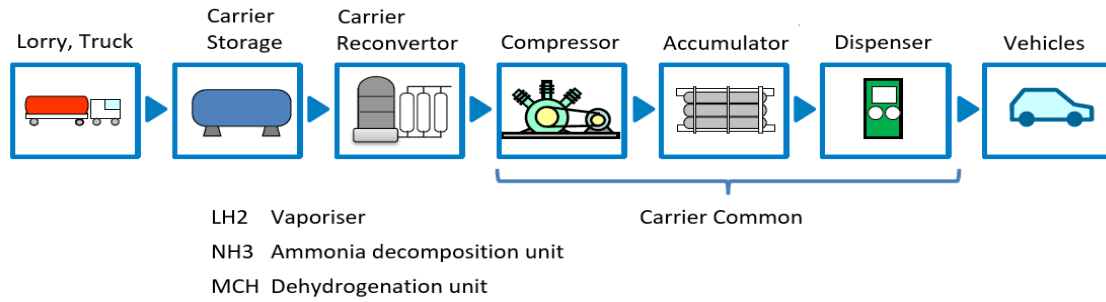 Lorry, Truck
Carrier
Storage
Carrier
Reconvertor
Compressor
Accumulator
Dispenser
Vehicles
LH2 Vaporiser
NH3 Ammonia decomposition unit
MCH Dehydrogenation unit
Carrier Common